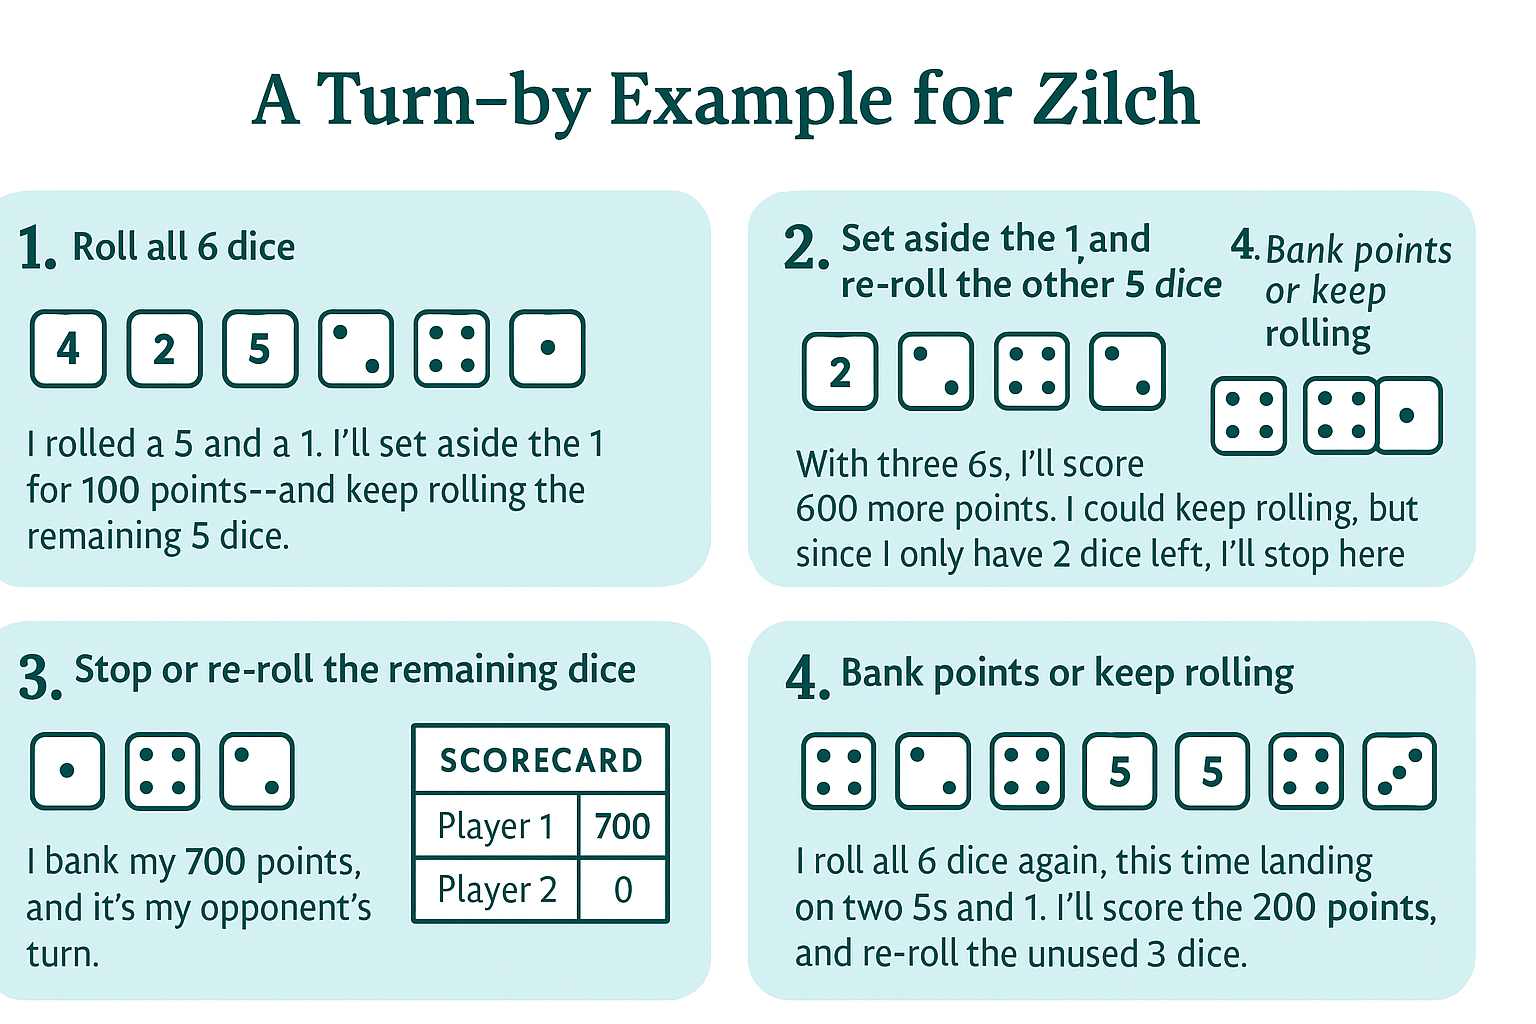 A Turn-by Example for Zilch
1. Roll all 6 dice
4 2 5
I rolled a 5 and a 1. I'll set aside the 1
for 100 points--and keep rolling the
remaining 5 dice.
2. Set aside the 1, and
re-roll the other 5 dice
4. Bank points
or keep
rolling
2
With three 6s, I'll score
600 more points. I could keep rolling, but
since I only have 2 dice left, I'll stop here
3. Stop or re-roll the remaining dice
SCORECARD
Player 1 700
Player 2 0
I bank my 700 points,
and it's my opponent's
turn.
4. Bank points or keep rolling
5 5
I roll all 6 dice again, this time landing
on two 5s and 1. I'll score the 200 points,
and re-roll the unused 3 dice.